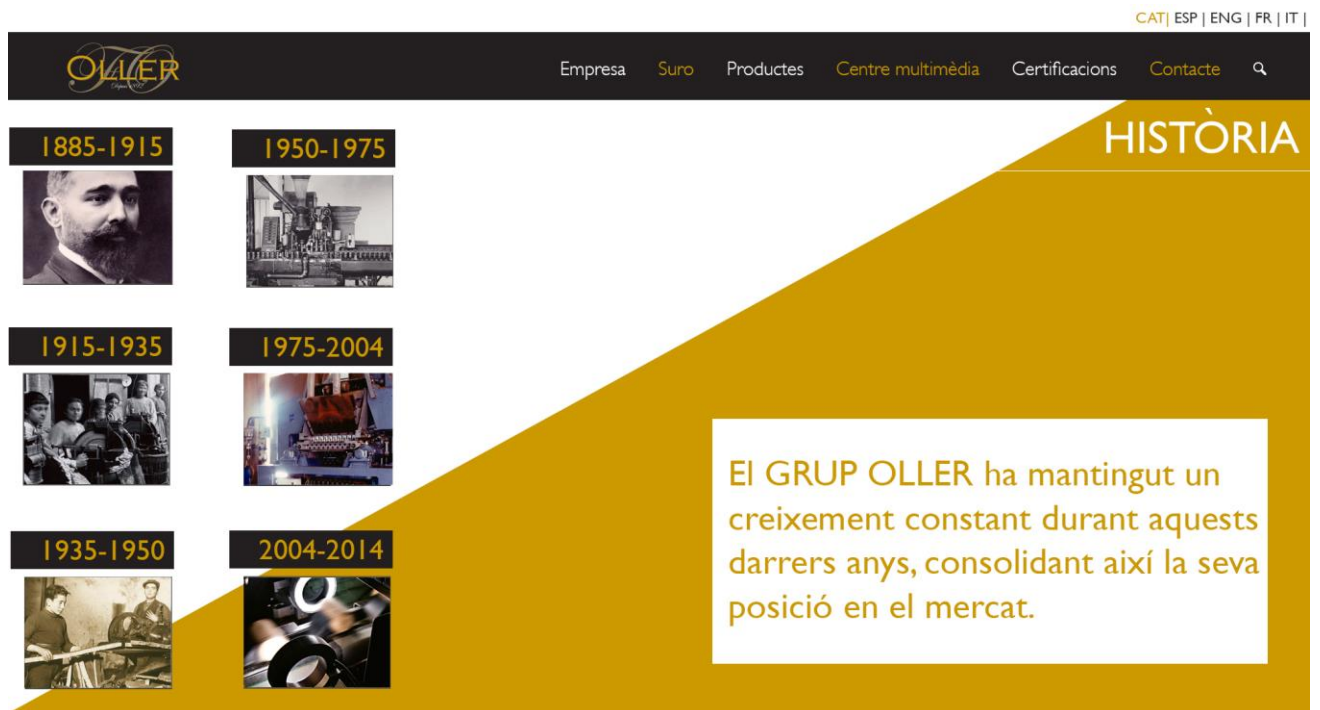 CAT| ESP | ENG | FR | IT |
OLLER
Empresa Suro Productes Centre multimèdia Certificacions Contacte
HISTÒRIA
1885-1915
1950-1975
1915-1935
1975-2004
1935-1950
2004-2014
El GRUP OLLER ha mantingut un
creixement constant durant aquests
darrers anys, consolidant així la seva
posició en el mercat.